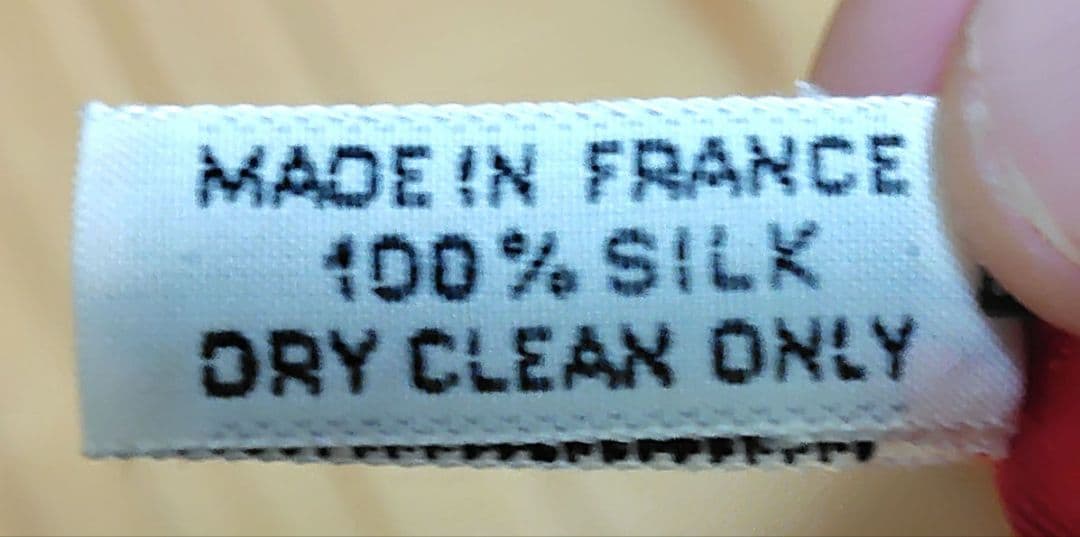 MADE IN FRANCE
100% SILK
DRY CLEAN ONLY